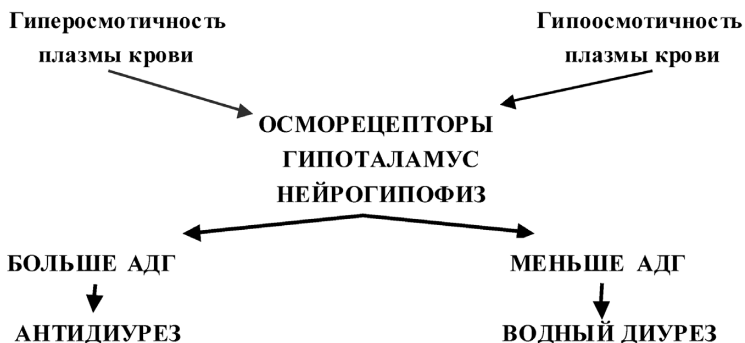 Гиперосмотичность
плазмы крови
Гипоосмотичность
плазмы крови
ОСМОРЕЦЕПТОРЫ
ГИПОТАЛАМУС
НЕЙРОГИПОФИЗ
БОЛЬШЕ АДГ
МЕНЬШЕ АДГ
АНТИДИУРЕЗ
ВОДНЫЙ ДИУРЕЗ